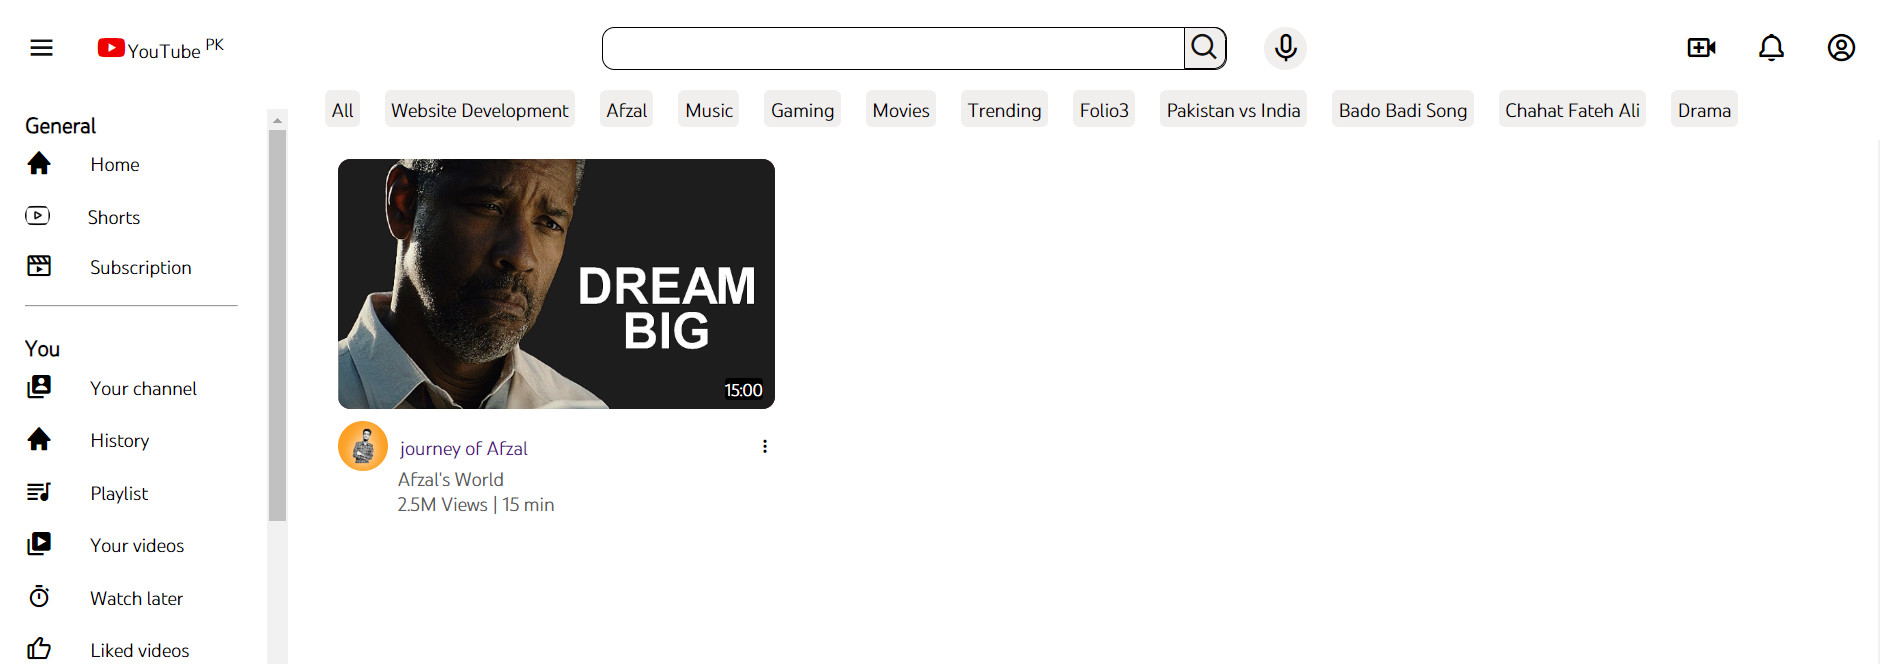 YouTube PK
All Website Development Afzal Music Gaming Movies Trending Folio3 Pakistan vs India Bado Badi Song Chahat Fateh Ali Drama
General
Home
Shorts
Subscription
You
Your channel
History
Playlist
Your videos
Watch later
Liked videos
DREAM
BIG
15:00
journey of Afzal
Afzal's World
2.5M Views | 15 min